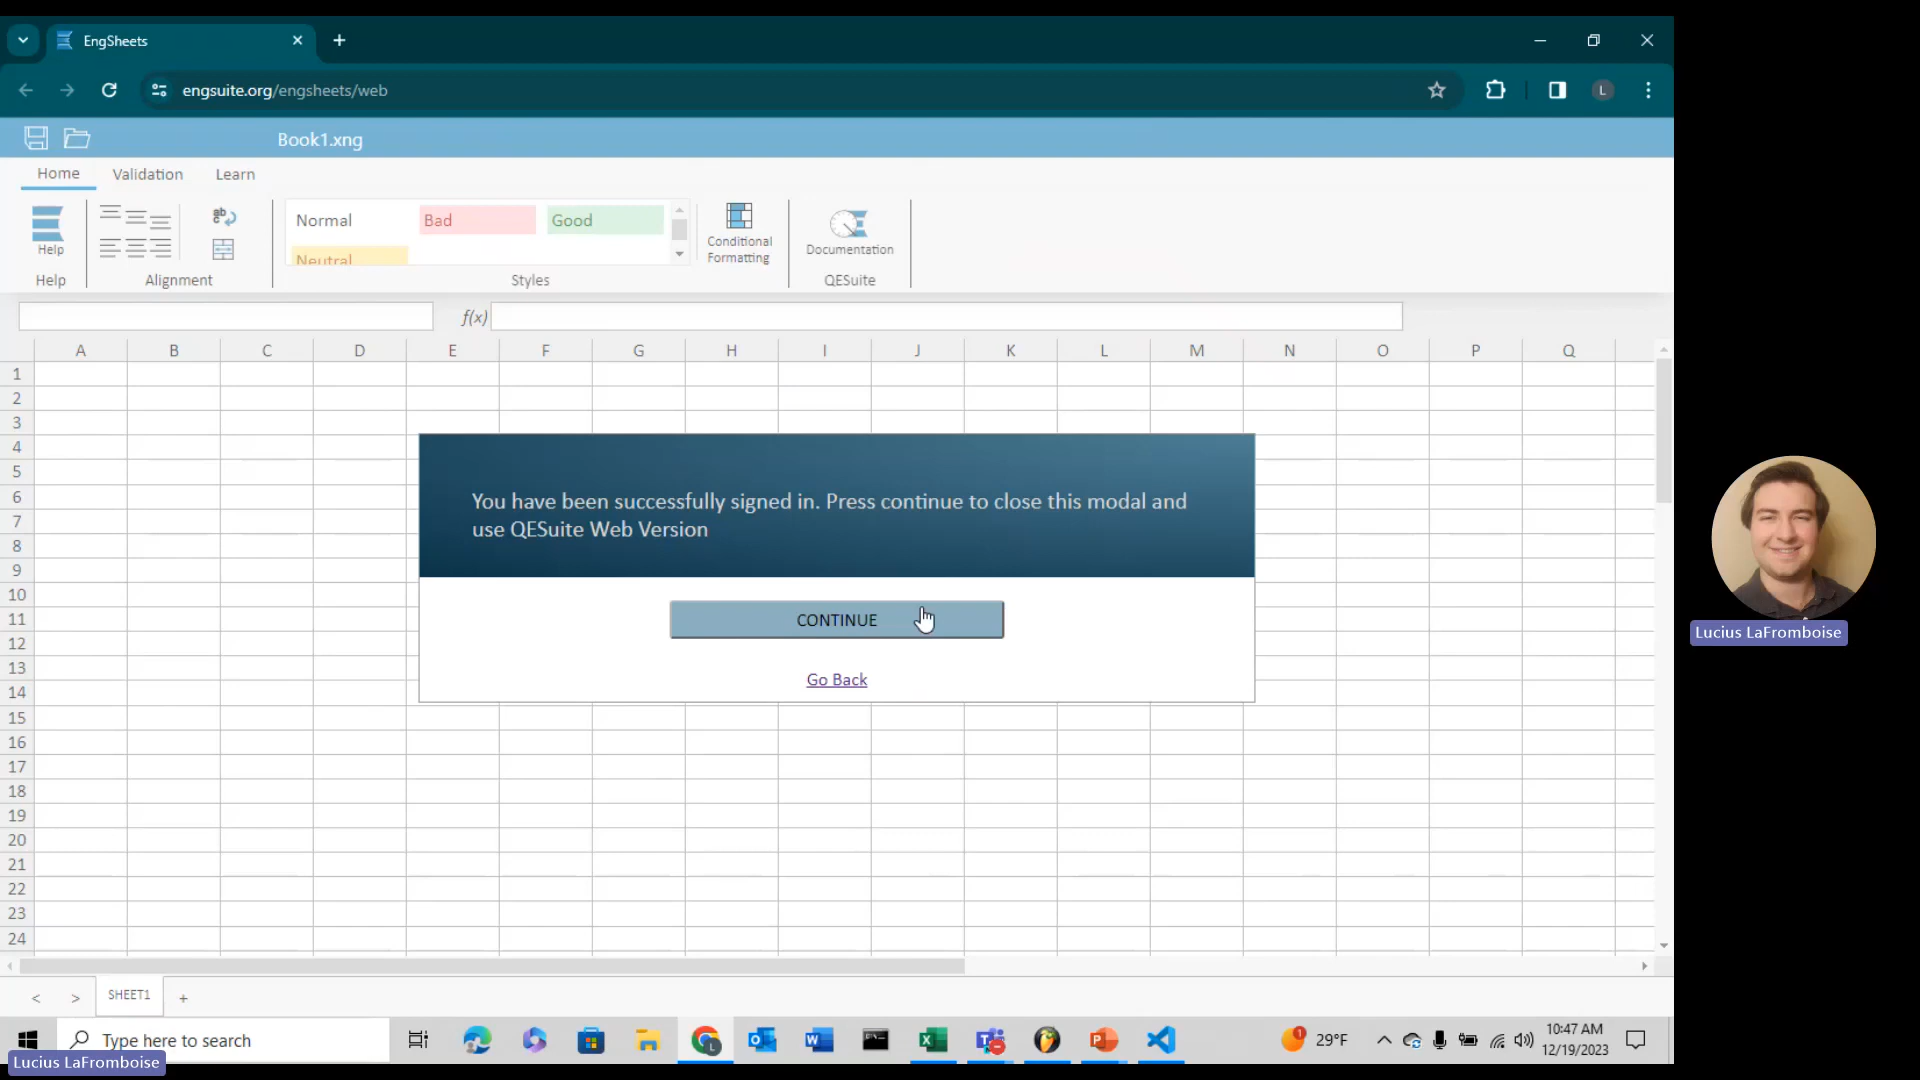 EngSheets
engsuite.org/engsheets/web
L
Book1.xng
Home Validation Learn
Help
Help
ab
c
Alignment
Normal Bad Good
Neutral
Styles
Conditional
Formatting
Documentation
QESuite
f(x)
A B C D E F G H I J K L M N O P Q
1
2
3
4
5
6
7
8
9
10
11
12
13
14
15
16
17
18
19
20
21
22
23
24
You have been successfully signed in. Press continue to close this modal and
use QESuite Web Version
CONTINUE
Go Back
Lucius LaFromboise
< > SHEET1 +
Type here to search
L
W
X
P
1
29°F
10:47 AM
12/19/2023
Lucius LaFromboise